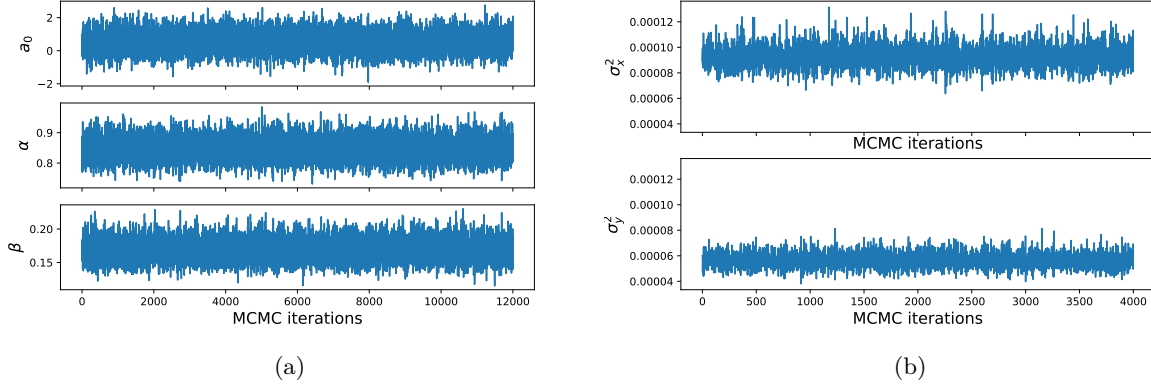 2
0
−2
a₀
0.9
0.8
α
0.20
0.15
β
0 2000 4000 6000 8000 10000 12000
MCMC iterations
(a)
0.00012
0.00010
0.00008
0.00006
0.00004
σ²ₓ
MCMC iterations
0.00012
0.00010
0.00008
0.00006
0.00004
σ²ᵧ
0 500 1000 1500 2000 2500 3000 3500 4000
MCMC iterations
(b)